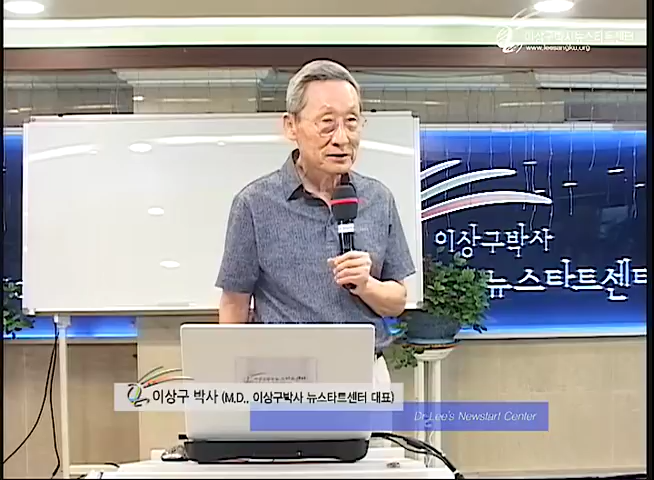 이상구박사뉴스타트센터
www.leesangku.org
이상구박사
뉴스타트센터
이상구 박사 (M.D., 이상구박사 뉴스타트센터 대표)
Dr. Lee's Newstart Center